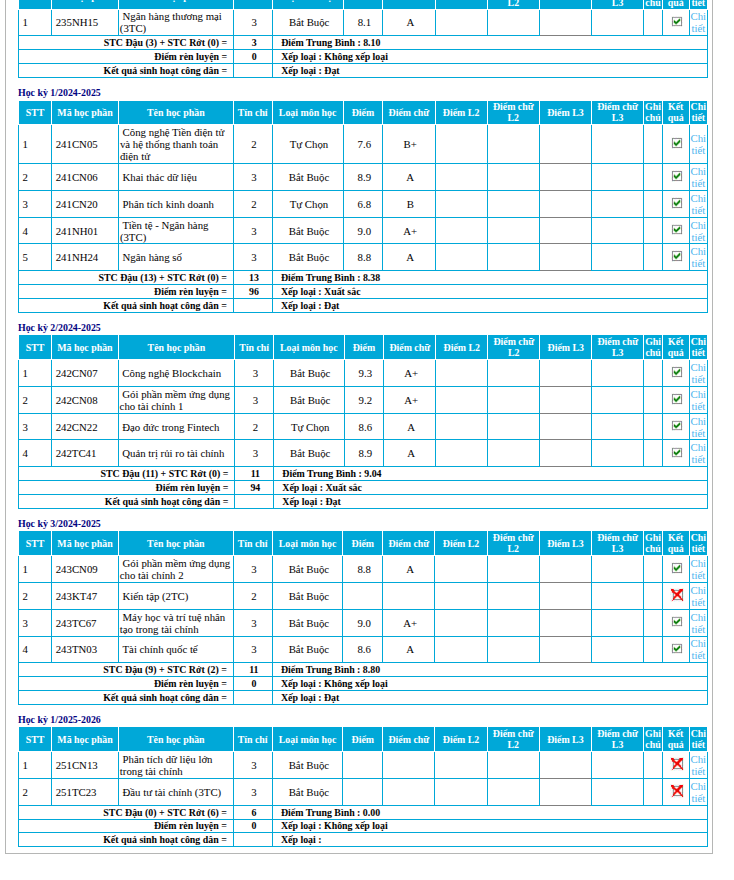 L2 L3 chú quả tiết
1 235NH15 Ngân hàng thương mại (3TC) 3 Bắt Buộc 8.1 A Chi tiết
STC Đậu (3) + STC Rớt (0) = 3 Điểm Trung Bình : 8.10
Điểm rèn luyện = 0 Xếp loại : Không xếp loại
Kết quả sinh hoạt công dân = Xếp loại : Đạt
Học kỳ 1/2024-2025
STT Mã học phần Tên học phần Tín chỉ Loại môn học Điểm Điểm chữ Điểm L2 Điểm chữ L2 Điểm L3 Điểm chữ L3 Ghi chú Kết quả Chi tiết
1 241CN05 Công nghệ Tiền điện tử và hệ thống thanh toán điện tử 2 Tự Chọn 7.6 B+ Chi tiết
2 241CN06 Khai thác dữ liệu 3 Bắt Buộc 8.9 A Chi tiết
3 241CN20 Phân tích kinh doanh 2 Tự Chọn 6.8 B Chi tiết
4 241NH01 Tiền tệ - Ngân hàng (3TC) 3 Bắt Buộc 9.0 A+ Chi tiết
5 241NH24 Ngân hàng số 3 Bắt Buộc 8.8 A Chi tiết
STC Đậu (13) + STC Rớt (0) = 13 Điểm Trung Bình : 8.38
Điểm rèn luyện = 96 Xếp loại : Xuất sắc
Kết quả sinh hoạt công dân = Xếp loại : Đạt
Học kỳ 2/2024-2025
STT Mã học phần Tên học phần Tín chỉ Loại môn học Điểm Điểm chữ Điểm L2 Điểm chữ L2 Điểm L3 Điểm chữ L3 Ghi chú Kết quả Chi tiết
1 242CN07 Công nghệ Blockchain 3 Bắt Buộc 9.3 A+ Chi tiết
2 242CN08 Gói phần mềm ứng dụng cho tài chính 1 3 Bắt Buộc 9.2 A+ Chi tiết
3 242CN22 Đạo đức trong Fintech 2 Tự Chọn 8.6 A Chi tiết
4 242TC41 Quản trị rủi ro tài chính 3 Bắt Buộc 8.9 A Chi tiết
STC Đậu (11) + STC Rớt (0) = 11 Điểm Trung Bình : 9.04
Điểm rèn luyện = 94 Xếp loại : Xuất sắc
Kết quả sinh hoạt công dân = Xếp loại : Đạt
Học kỳ 3/2024-2025
STT Mã học phần Tên học phần Tín chỉ Loại môn học Điểm Điểm chữ Điểm L2 Điểm chữ L2 Điểm L3 Điểm chữ L3 Ghi chú Kết quả Chi tiết
1 243CN09 Gói phần mềm ứng dụng cho tài chính 2 3 Bắt Buộc 8.8 A Chi tiết
2 243KT47 Kiến tập (2TC) 2 Bắt Buộc Chi tiết
3 243TC67 Máy học và trí tuệ nhân tạo trong tài chính 3 Bắt Buộc 9.0 A+ Chi tiết
4 243TN03 Tài chính quốc tế 3 Bắt Buộc 8.6 A Chi tiết
STC Đậu (9) + STC Rớt (2) = 11 Điểm Trung Bình : 8.80
Điểm rèn luyện = 0 Xếp loại : Không xếp loại
Kết quả sinh hoạt công dân = Xếp loại : Đạt
Học kỳ 1/2025-2026
STT Mã học phần Tên học phần Tín chỉ Loại môn học Điểm Điểm chữ Điểm L2 Điểm chữ L2 Điểm L3 Điểm chữ L3 Ghi chú Kết quả Chi tiết
1 251CN13 Phân tích dữ liệu lớn trong tài chính 3 Bắt Buộc Chi tiết
2 251TC23 Đầu tư tài chính (3TC) 3 Bắt Buộc Chi tiết
STC Đậu (0) + STC Rớt (6) = 6 Điểm Trung Bình : 0.00
Điểm rèn luyện = 0 Xếp loại : Không xếp loại
Kết quả sinh hoạt công dân = Xếp loại :